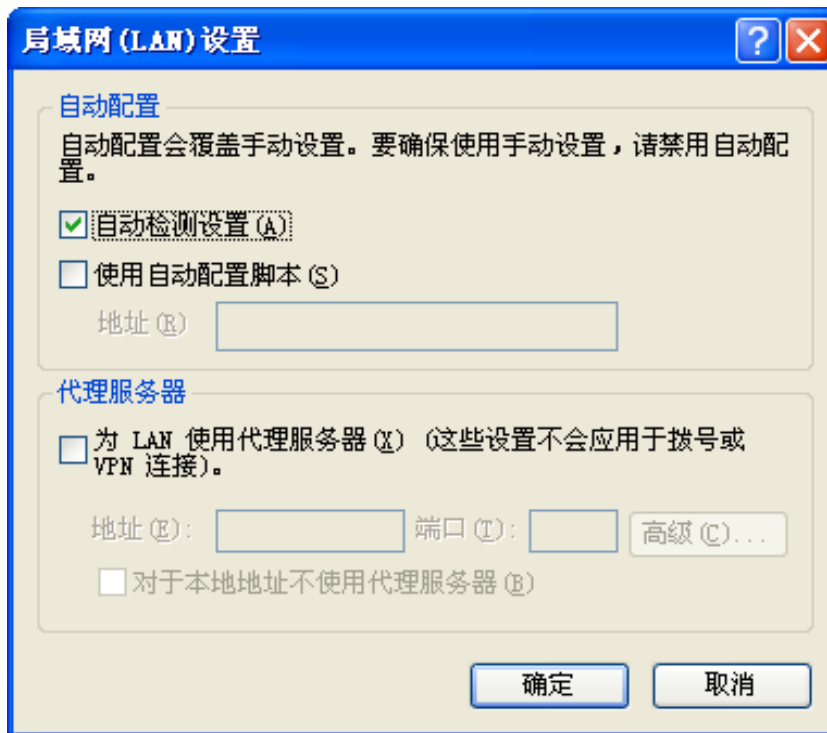 局域网(LAN)设置
自动配置
自动配置会覆盖手动设置。要确保使用手动设置，请禁用自动配
置。
自动检测设置(A)
使用自动配置脚本(S)
地址(R)
代理服务器
为 LAN 使用代理服务器(X) (这些设置不会应用于拨号或
VPN 连接)。
地址(E): 端口(T): 高级(C)...
对于本地地址不使用代理服务器(B)
确定 取消